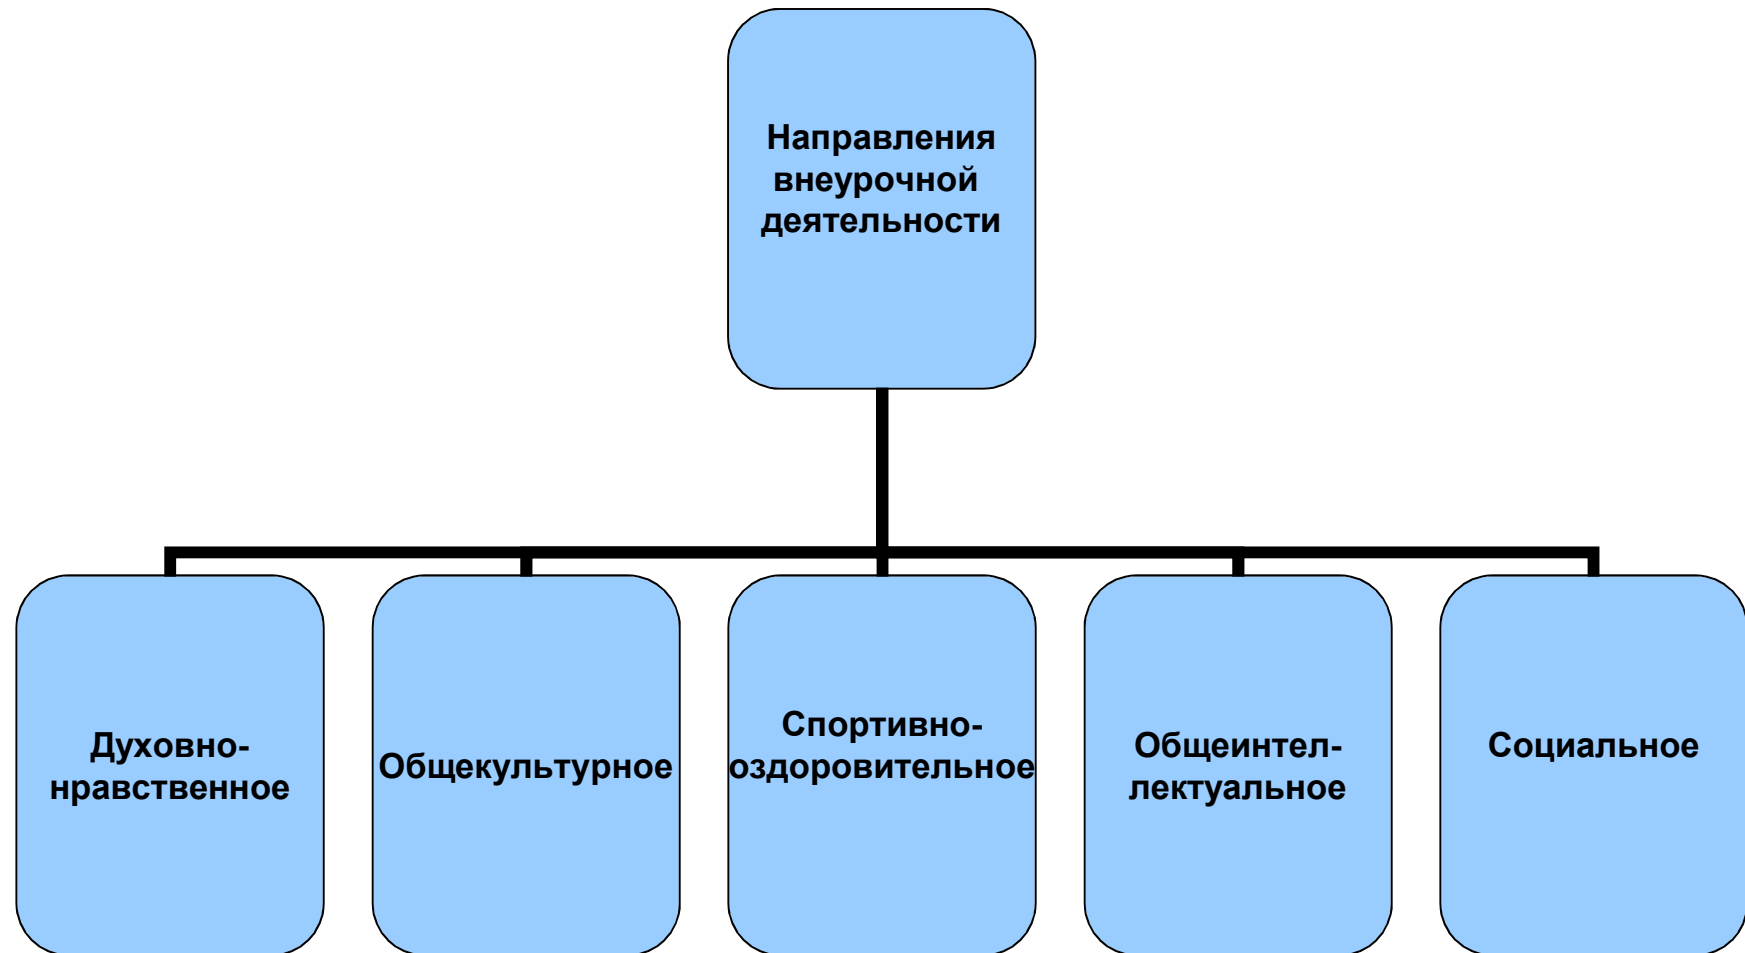 Направления
внеурочной
деятельности
Духовно-
нравственное
Общекультурное
Спортивно-
оздоровительное
Общеинтел-
лектуальное
Социальное